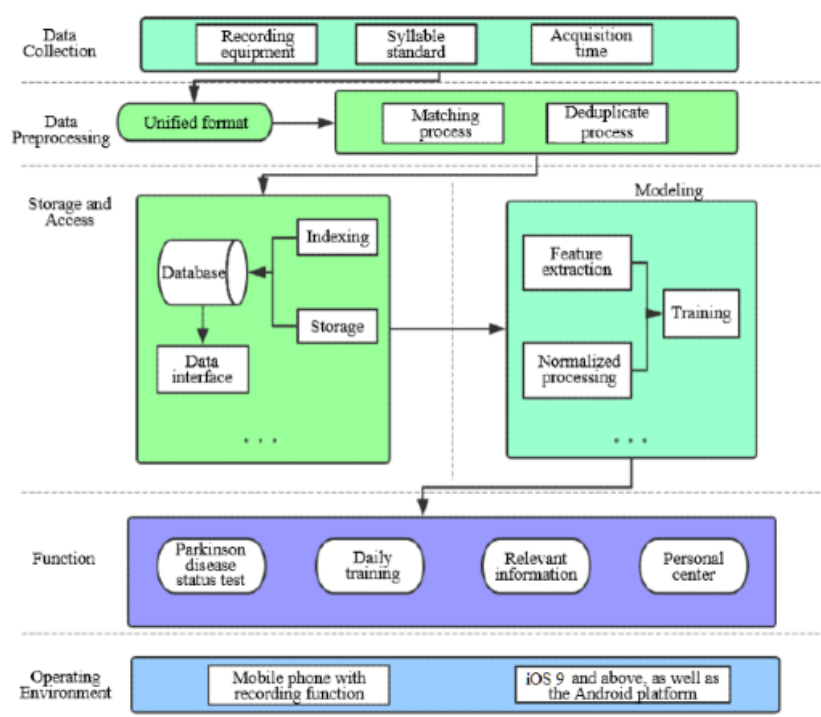 Data
Collection
Recording
equipment
Syllable
standard
Acquisition
time
Data
Preprocessing
Unified format
Matching
process
Deduplicate
process
Storage and
Access
Modeling
Indexing
Database
Storage
Data
interface
. . .
Feature
extraction
Training
Normalized
processing
. . .
Function
Parkinson
disease
status test
Daily
training
Relevant
information
Personal
center
Operating
Environment
Mobile phone with
recording function
iOS 9 and above, as well as
the Android platform